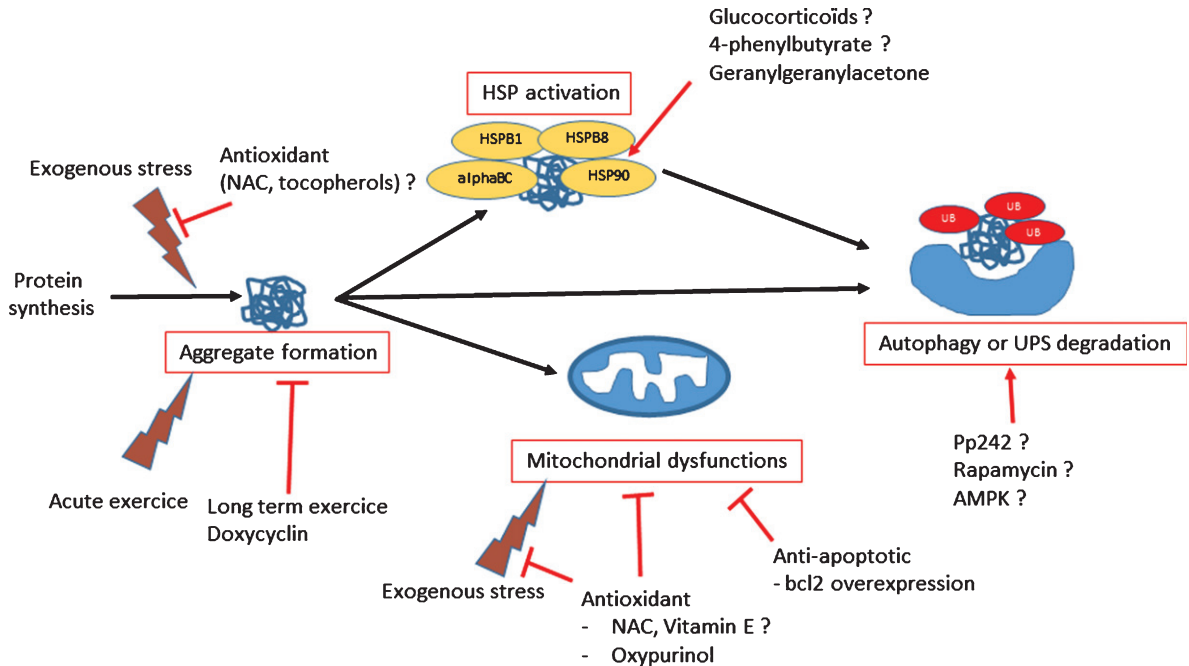 Glucocorticoïds ?
4-phenylbutyrate ?
Geranylgeranylacetone
HSP activation
HSPB1
HSPB8
alphaBC
HSP90
Exogenous stress
Antioxidant
(NAC, tocopherols) ?
UB
UB
UB
Protein
synthesis
Aggregate formation
Autophagy or UPS degradation
Mitochondrial dysfunctions
Acute exercice
Long term exercice
Doxycyclin
Pp242 ?
Rapamycin ?
AMPK ?
Anti-apoptotic
- bcl2 overexpression
Exogenous stress
Antioxidant
- NAC, Vitamin E ?
- Oxypurinol